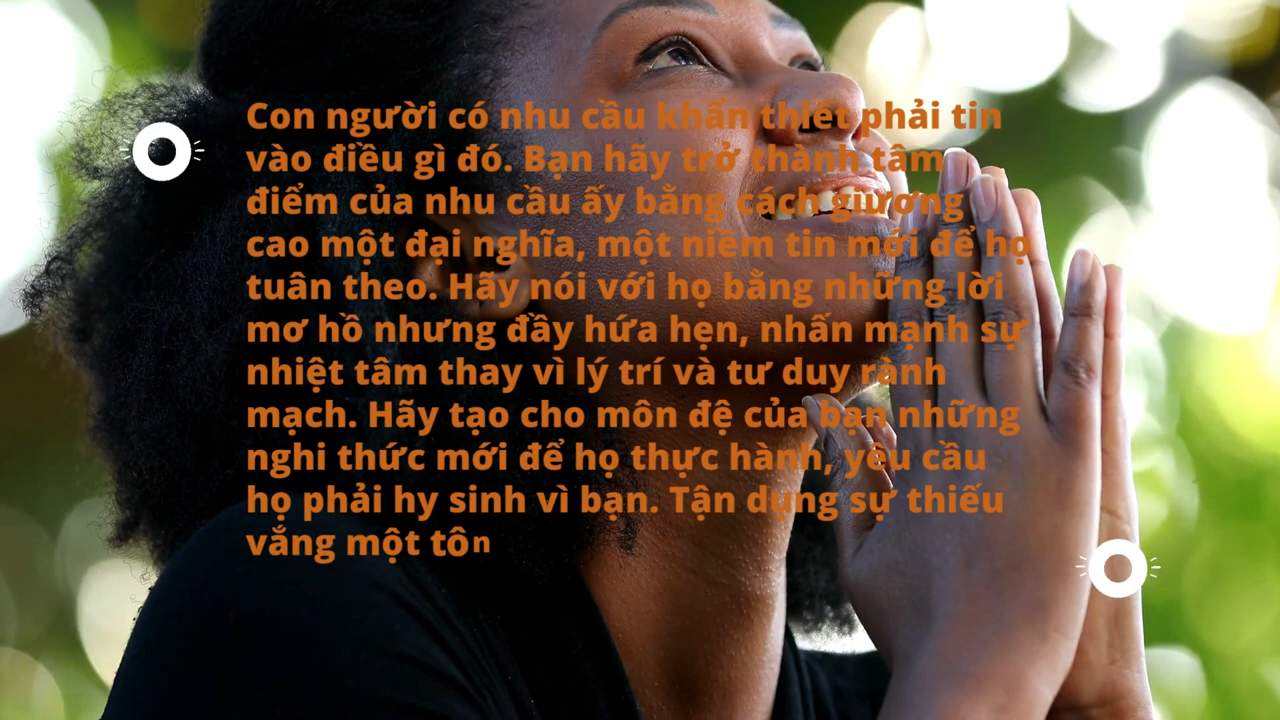 Con người có nhu cầu khẩn thiết phải tin
vào điều gì đó. Bạn hãy trở thành tâm
điểm của nhu cầu ấy bằng cách giương
cao một đại nghĩa, một niềm tin mới để họ
tuân theo. Hãy nói với họ bằng những lời
mơ hồ nhưng đầy hứa hẹn, nhấn mạnh sự
nhiệt tâm thay vì lý trí và tư duy rành
mạch. Hãy tạo cho môn đệ của bạn những
nghi thức mới để họ thực hành, yêu cầu
họ phải hy sinh vì bạn. Tận dụng sự thiếu
vắng một tôn